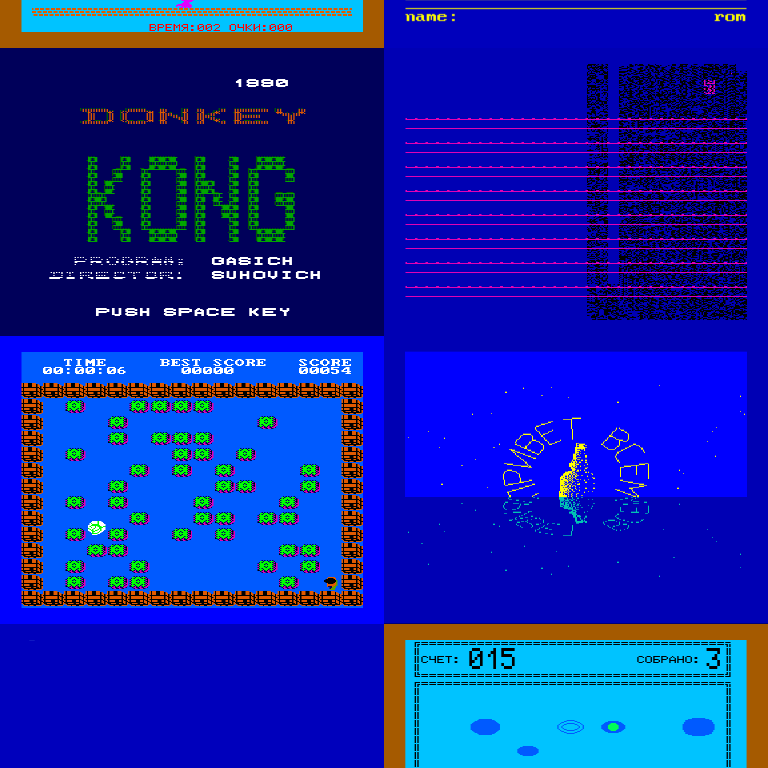 ВРЕМЯ:002 ОЧКИ:000
name: rom
1990
DONKEY
KONG
PROGRAM: GASICH
DIRECTOR: SUHOVICH
PUSH SPACE KEY
TIME BEST SCORE SCORE
00:00:06 00000 00054
ПРИВЕТ ВСЕМ
СЧЕТ: 015 СОБРАНО: 3